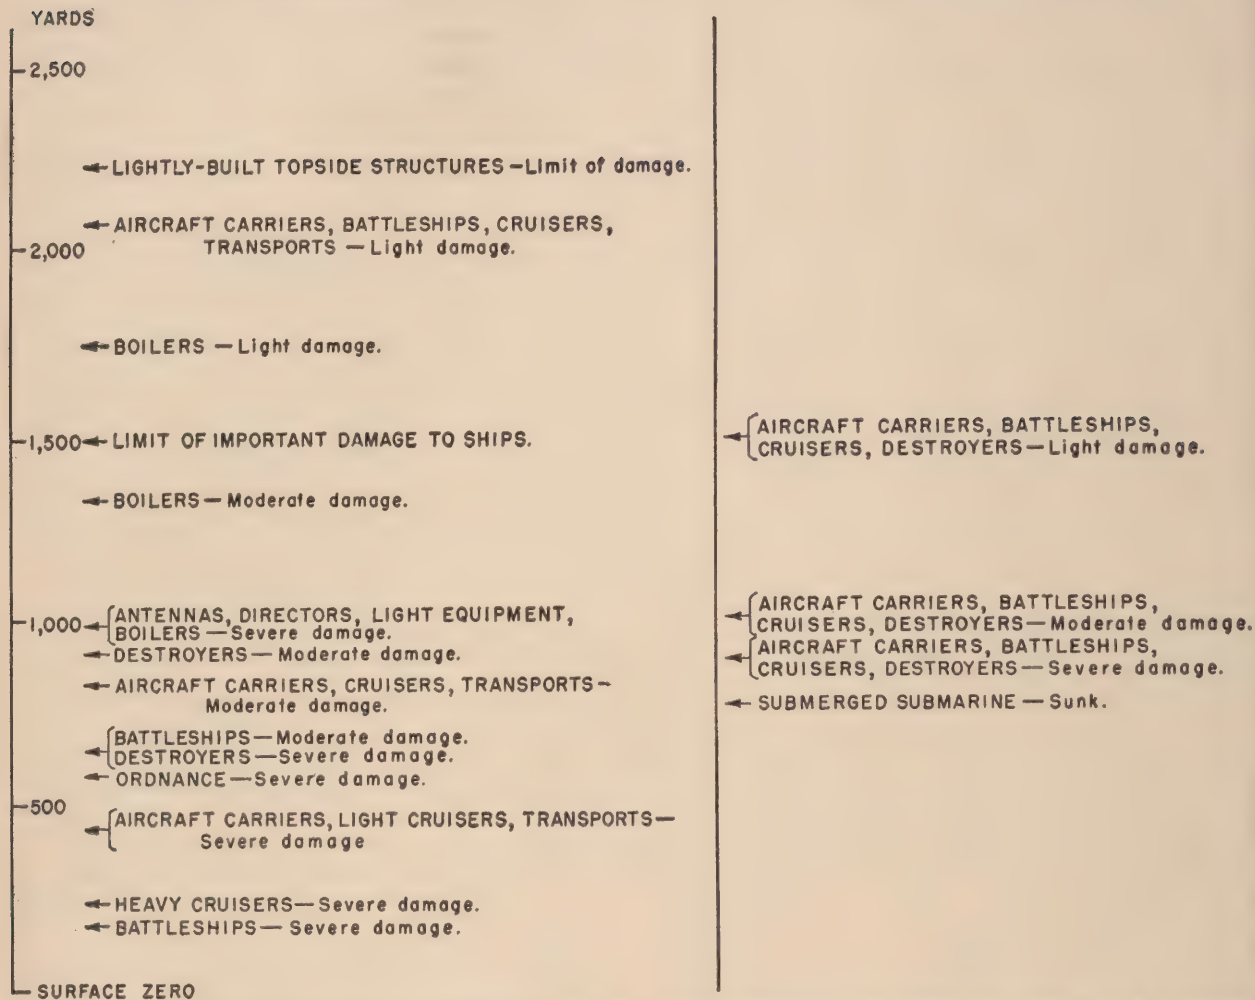 YARDS
2,500
LIGHTLY-BUILT TOPSIDE STRUCTURES—Limit of damage.
AIRCRAFT CARRIERS, BATTLESHIPS, CRUISERS,
TRANSPORTS — Light damage.
2,000
BOILERS — Light damage.
1,500 LIMIT OF IMPORTANT DAMAGE TO SHIPS.
BOILERS — Moderate damage.
ANTENNAS, DIRECTORS, LIGHT EQUIPMENT,
1,000
BOILERS — Severe damage.
DESTROYERS — Moderate damage.
AIRCRAFT CARRIERS, CRUISERS, TRANSPORTS—
Moderate damage.
BATTLESHIPS — Moderate damage.
DESTROYERS — Severe damage.
ORDNANCE — Severe damage.
500
AIRCRAFT CARRIERS, LIGHT CRUISERS, TRANSPORTS—
Severe damage
HEAVY CRUISERS — Severe damage.
BATTLESHIPS — Severe damage.
SURFACE ZERO
AIRCRAFT CARRIERS, BATTLESHIPS,
CRUISERS, DESTROYERS — Light damage.
AIRCRAFT CARRIERS, BATTLESHIPS,
CRUISERS, DESTROYERS — Moderate damage.
AIRCRAFT CARRIERS, BATTLESHIPS,
CRUISERS, DESTROYERS — Severe damage.
SUBMERGED SUBMARINE — Sunk.